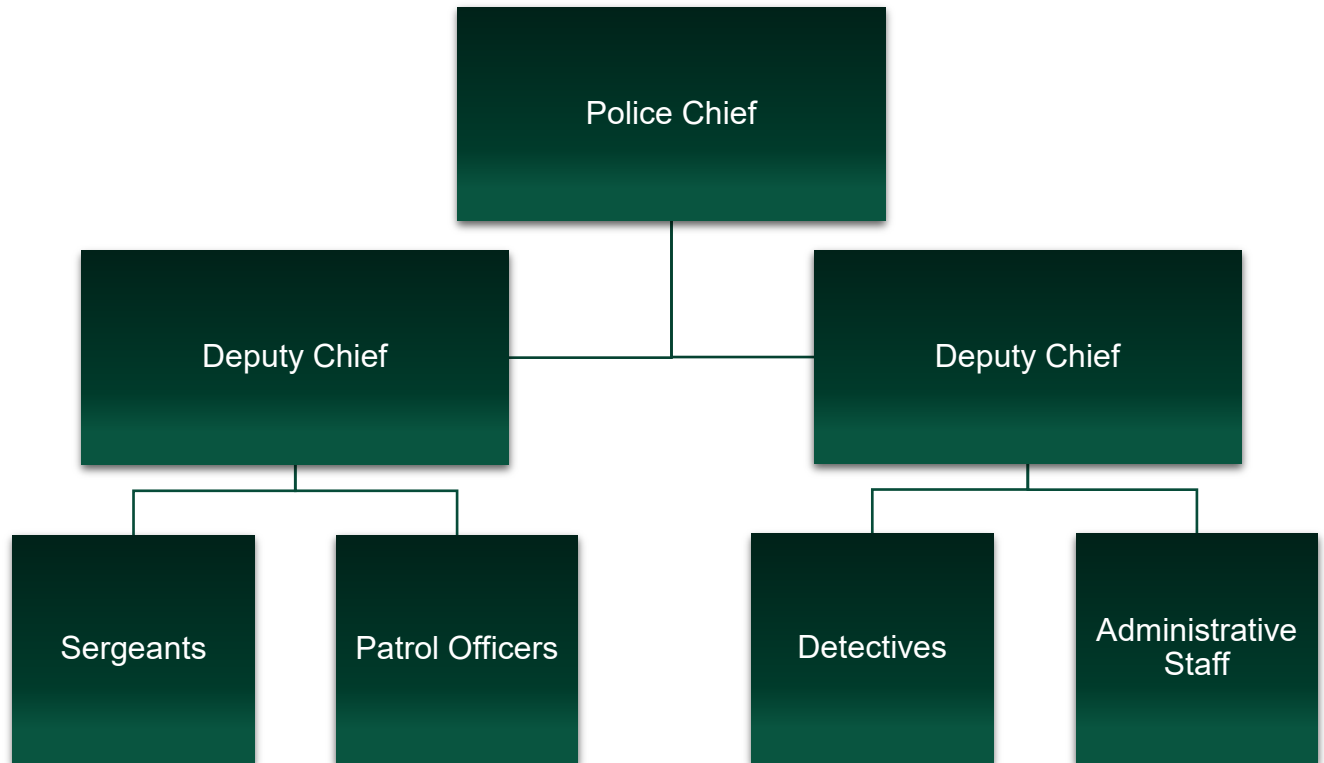 Police Chief
Deputy Chief
Deputy Chief
Sergeants
Patrol Officers
Detectives
Administrative
Staff